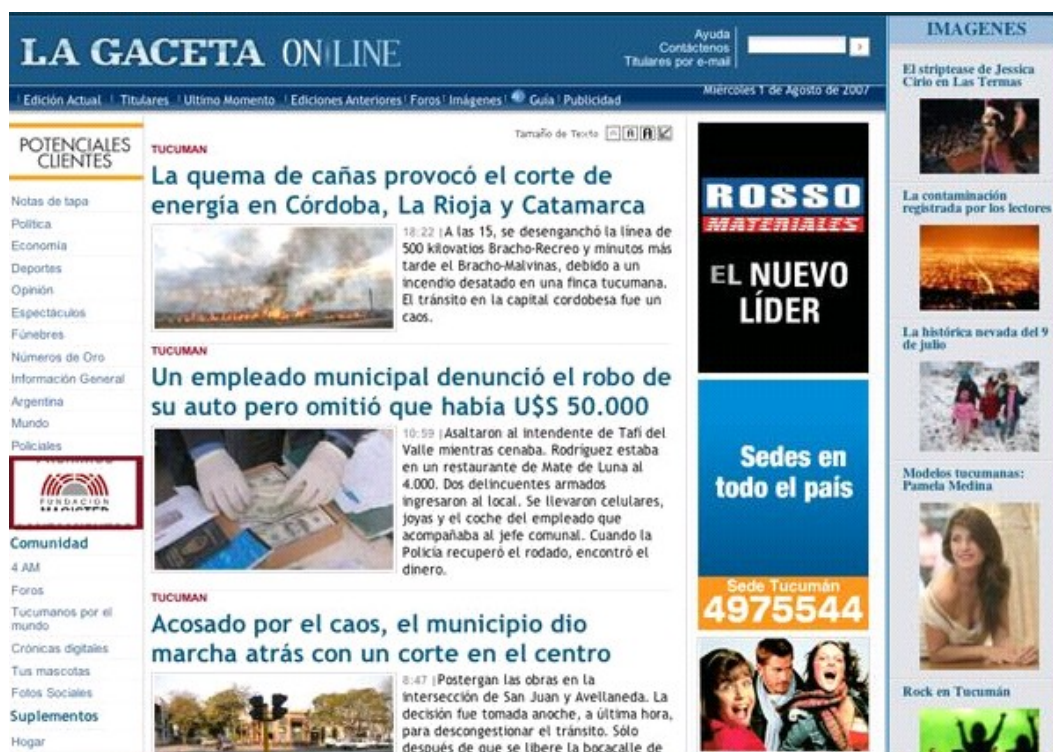 LA GACETA ON LINE
Ayuda
Contáctenos
Titulares por e-mail
Edición Actual
Titulares
Ultimo Momento
Ediciones Anteriores
Foros
Imágenes
Guía
Publicidad
Miércoles 1 de Agosto de 2007
POTENCIALES
CLIENTES
Notas de tapa
Política
Economía
Deportes
Opinión
Espectáculos
Fúnebres
Números de Oro
Información General
Argentina
Mundo
Policiales
FUNDACION
MAGISTER
Comunidad
4 AM
Foros
Tucumanos por el
mundo
Crónicas digitales
Tus mascotas
Fotos Sociales
Suplementos
Hogar
Tamaño de Texto
TUCUMAN
La quema de cañas provocó el corte de
energía en Córdoba, La Rioja y Catamarca
18:22 | A las 15, se desenganchó la línea de
500 kilovatios Bracho-Recreo y minutos más
tarde el Bracho-Malvinas, debido a un
incendio desatado en una finca tucumana.
El tránsito en la capital cordobesa fue un
caos.
TUCUMAN
Un empleado municipal denunció el robo de
su auto pero omitió que había U$S 50.000
10:59 | Asaltaron al intendente de Tafí del
Valle mientras cenaba. Rodríguez estaba
en un restaurante de Mate de Luna al
4.000. Dos delincuentes armados
ingresaron al local. Se llevaron celulares,
joyas y el coche del empleado que
acompañaba al jefe comunal. Cuando la
Policía recuperó el rodado, encontró el
dinero.
TUCUMAN
Acosado por el caos, el municipio dio
marcha atrás con un corte en el centro
8:47 | Postergan las obras en la
intersección de San Juan y Avellaneda. La
decisión fue tomada anoche, a última hora,
para descongestionar el tránsito. Sólo
después de que se libere la bocacalle de
ROSSO
MATERIALES
EL NUEVO
LÍDER
Sedes en
todo el país
Sede Tucumán
4975544
IMAGENES
El striptease de Jessica
Cirio en Las Termas
La contaminación
registrada por los lectores
La histórica nevada del 9
de julio
Modelos tucumanas:
Pamela Medina
Rock en Tucumán